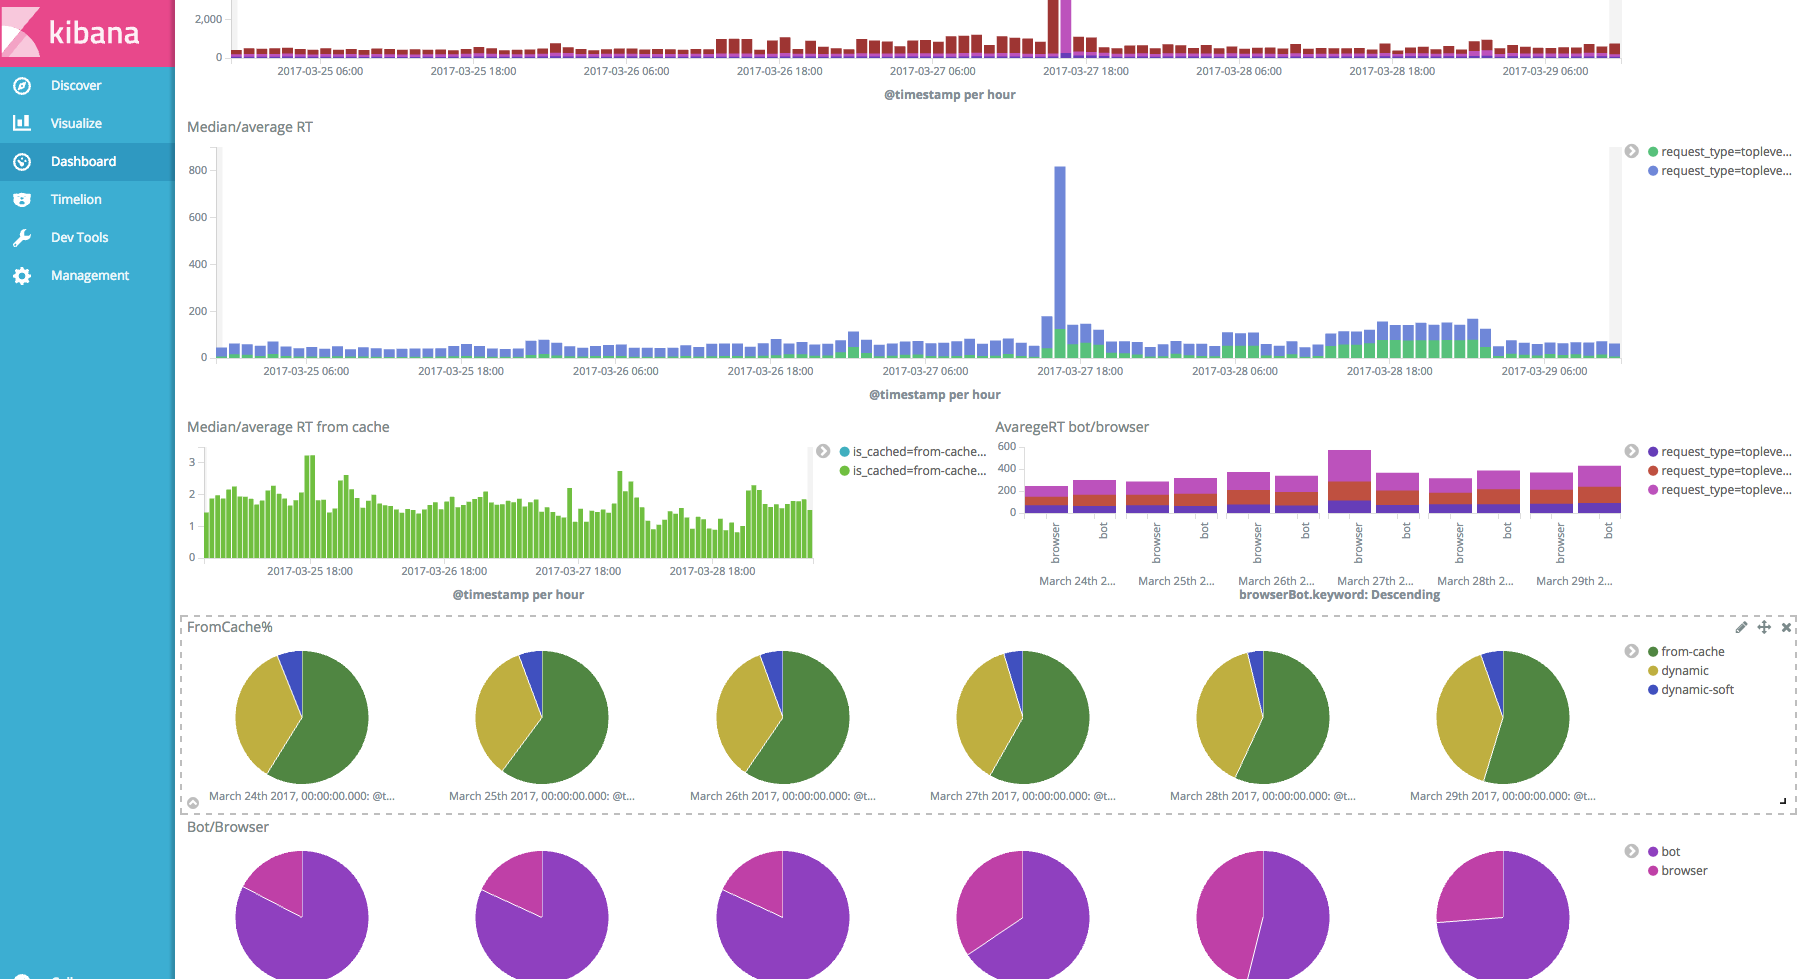 kibana
Discover
Visualize
Dashboard
Timelion
Dev Tools
Management
2,000
0
2017-03-25 06:00 2017-03-25 18:00 2017-03-26 06:00 2017-03-26 18:00 2017-03-27 06:00 2017-03-27 18:00 2017-03-28 06:00 2017-03-28 18:00 2017-03-29 06:00
@timestamp per hour
Median/average RT
800
600
400
200
0
2017-03-25 06:00 2017-03-25 18:00 2017-03-26 06:00 2017-03-26 18:00 2017-03-27 06:00 2017-03-27 18:00 2017-03-28 06:00 2017-03-28 18:00 2017-03-29 06:00
@timestamp per hour
request_type=topleve...
request_type=topleve...
Median/average RT from cache
3
2
1
0
2017-03-25 18:00 2017-03-26 18:00 2017-03-27 18:00 2017-03-28 18:00
@timestamp per hour
is_cached=from-cache...
is_cached=from-cache...
AvaregeRT bot/browser
600
400
200
0
browser bot browser bot browser bot browser bot browser bot browser bot
March 24th 2... March 25th 2... March 26th 2... March 27th 2... March 28th 2... March 29th 2...
browserBot.keyword: Descending
request_type=topleve...
request_type=topleve...
request_type=topleve...
FromCache%
March 24th 2017, 00:00:00.000: @t... March 25th 2017, 00:00:00.000: @t... March 26th 2017, 00:00:00.000: @t... March 27th 2017, 00:00:00.000: @t... March 28th 2017, 00:00:00.000: @t... March 29th 2017, 00:00:00.000: @t...
from-cache
dynamic
dynamic-soft
Bot/Browser
bot
browser